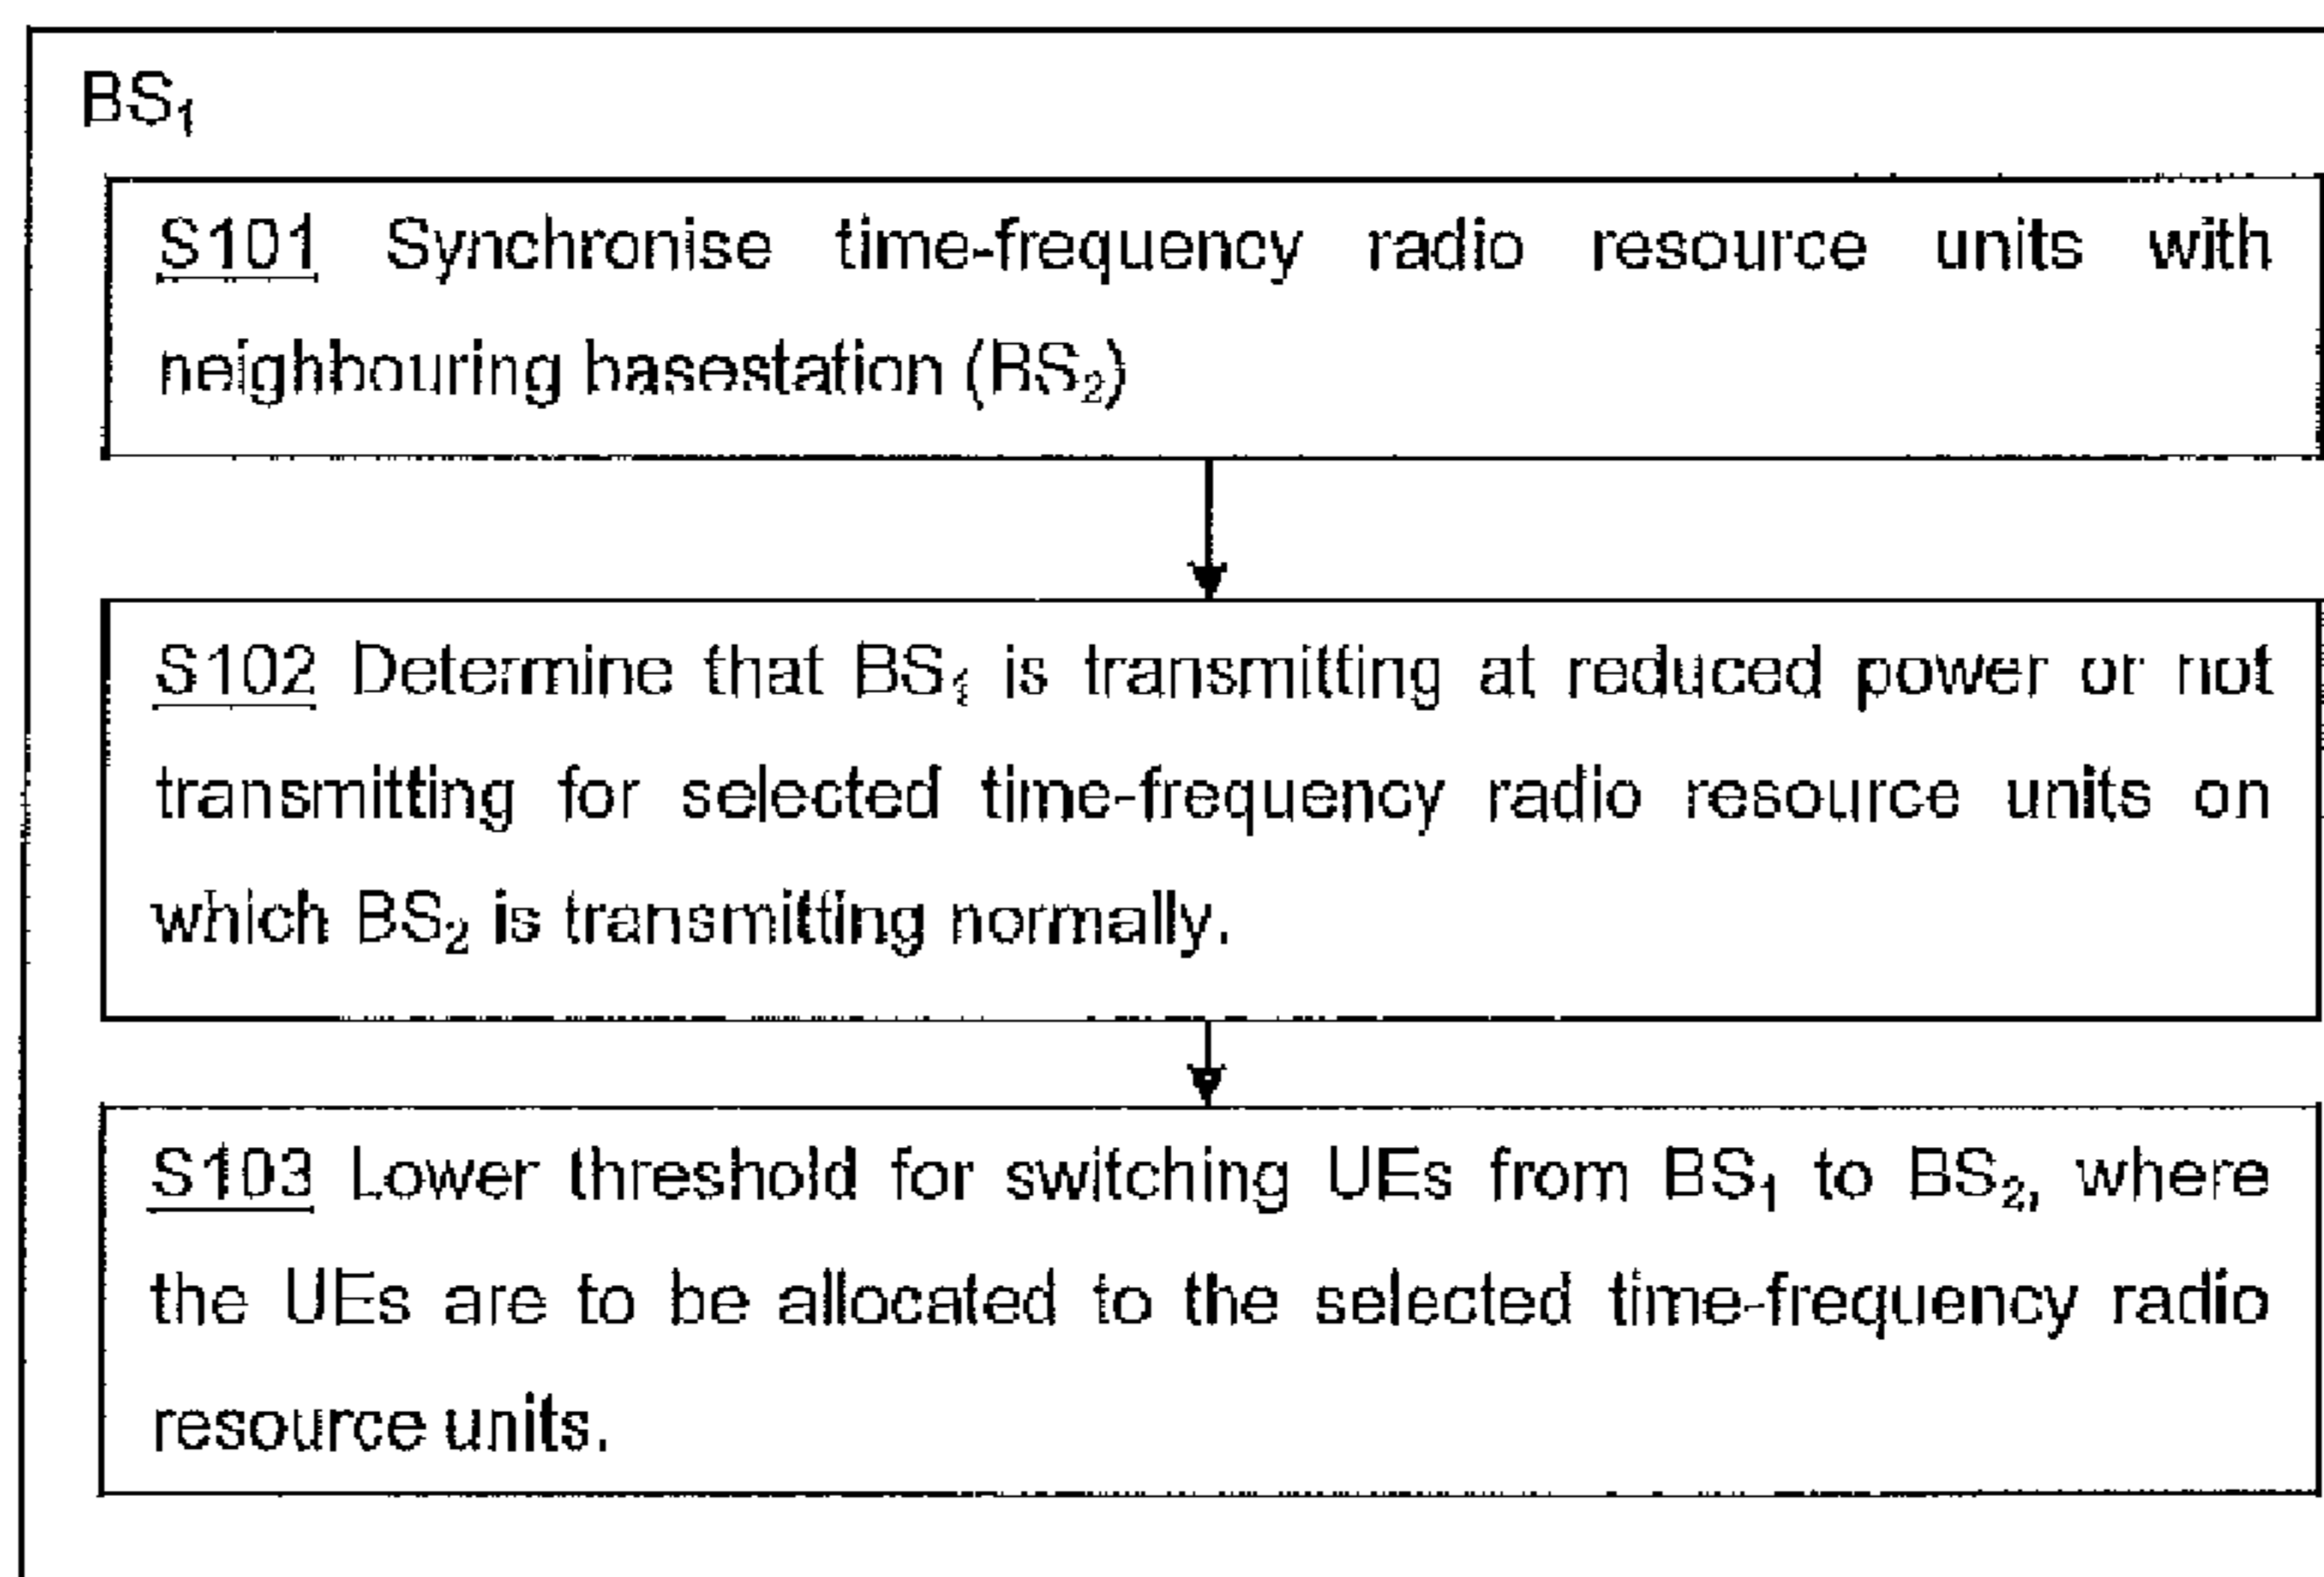 BS₁
S101 Synchronise time-frequency radio resource units with
neighbouring basestation (BS₂)
S102 Determine that BS₁ is transmitting at reduced power or not
transmitting for selected time-frequency radio resource units on
which BS₂ is transmitting normally.
S103 Lower threshold for switching UEs from BS₁ to BS₂, where
the UEs are to be allocated to the selected time-frequency radio
resource units.